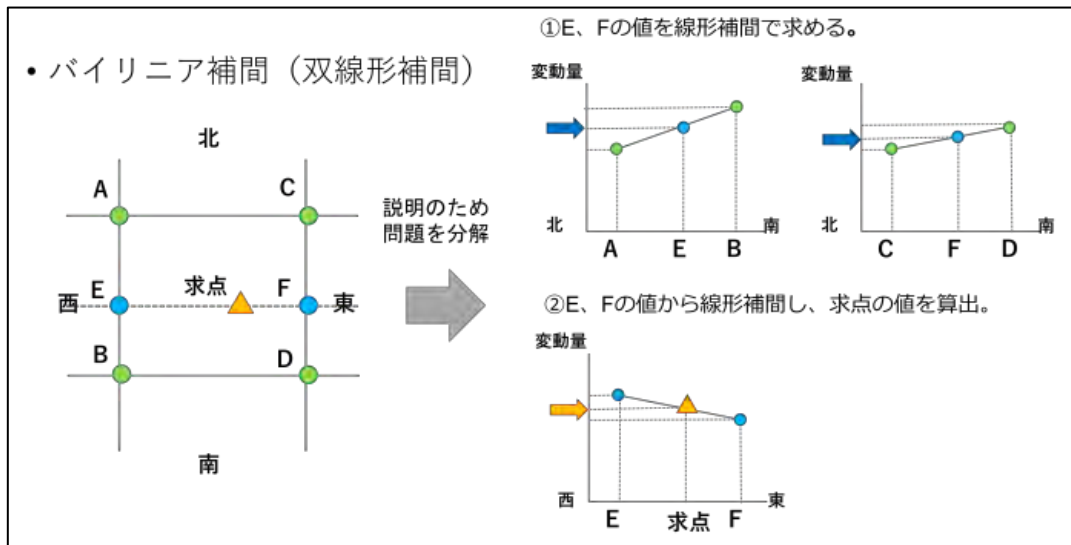 • バイリニア補間（双線形補間）
北
A
C
E
求点
F
西
東
B
D
南
説明のため
問題を分解
①E、Fの値を線形補間で求める。
変動量
北
南
A
E
B
変動量
北
南
C
F
D
②E、Fの値から線形補間し、求点の値を算出。
変動量
西
東
E
求点
F